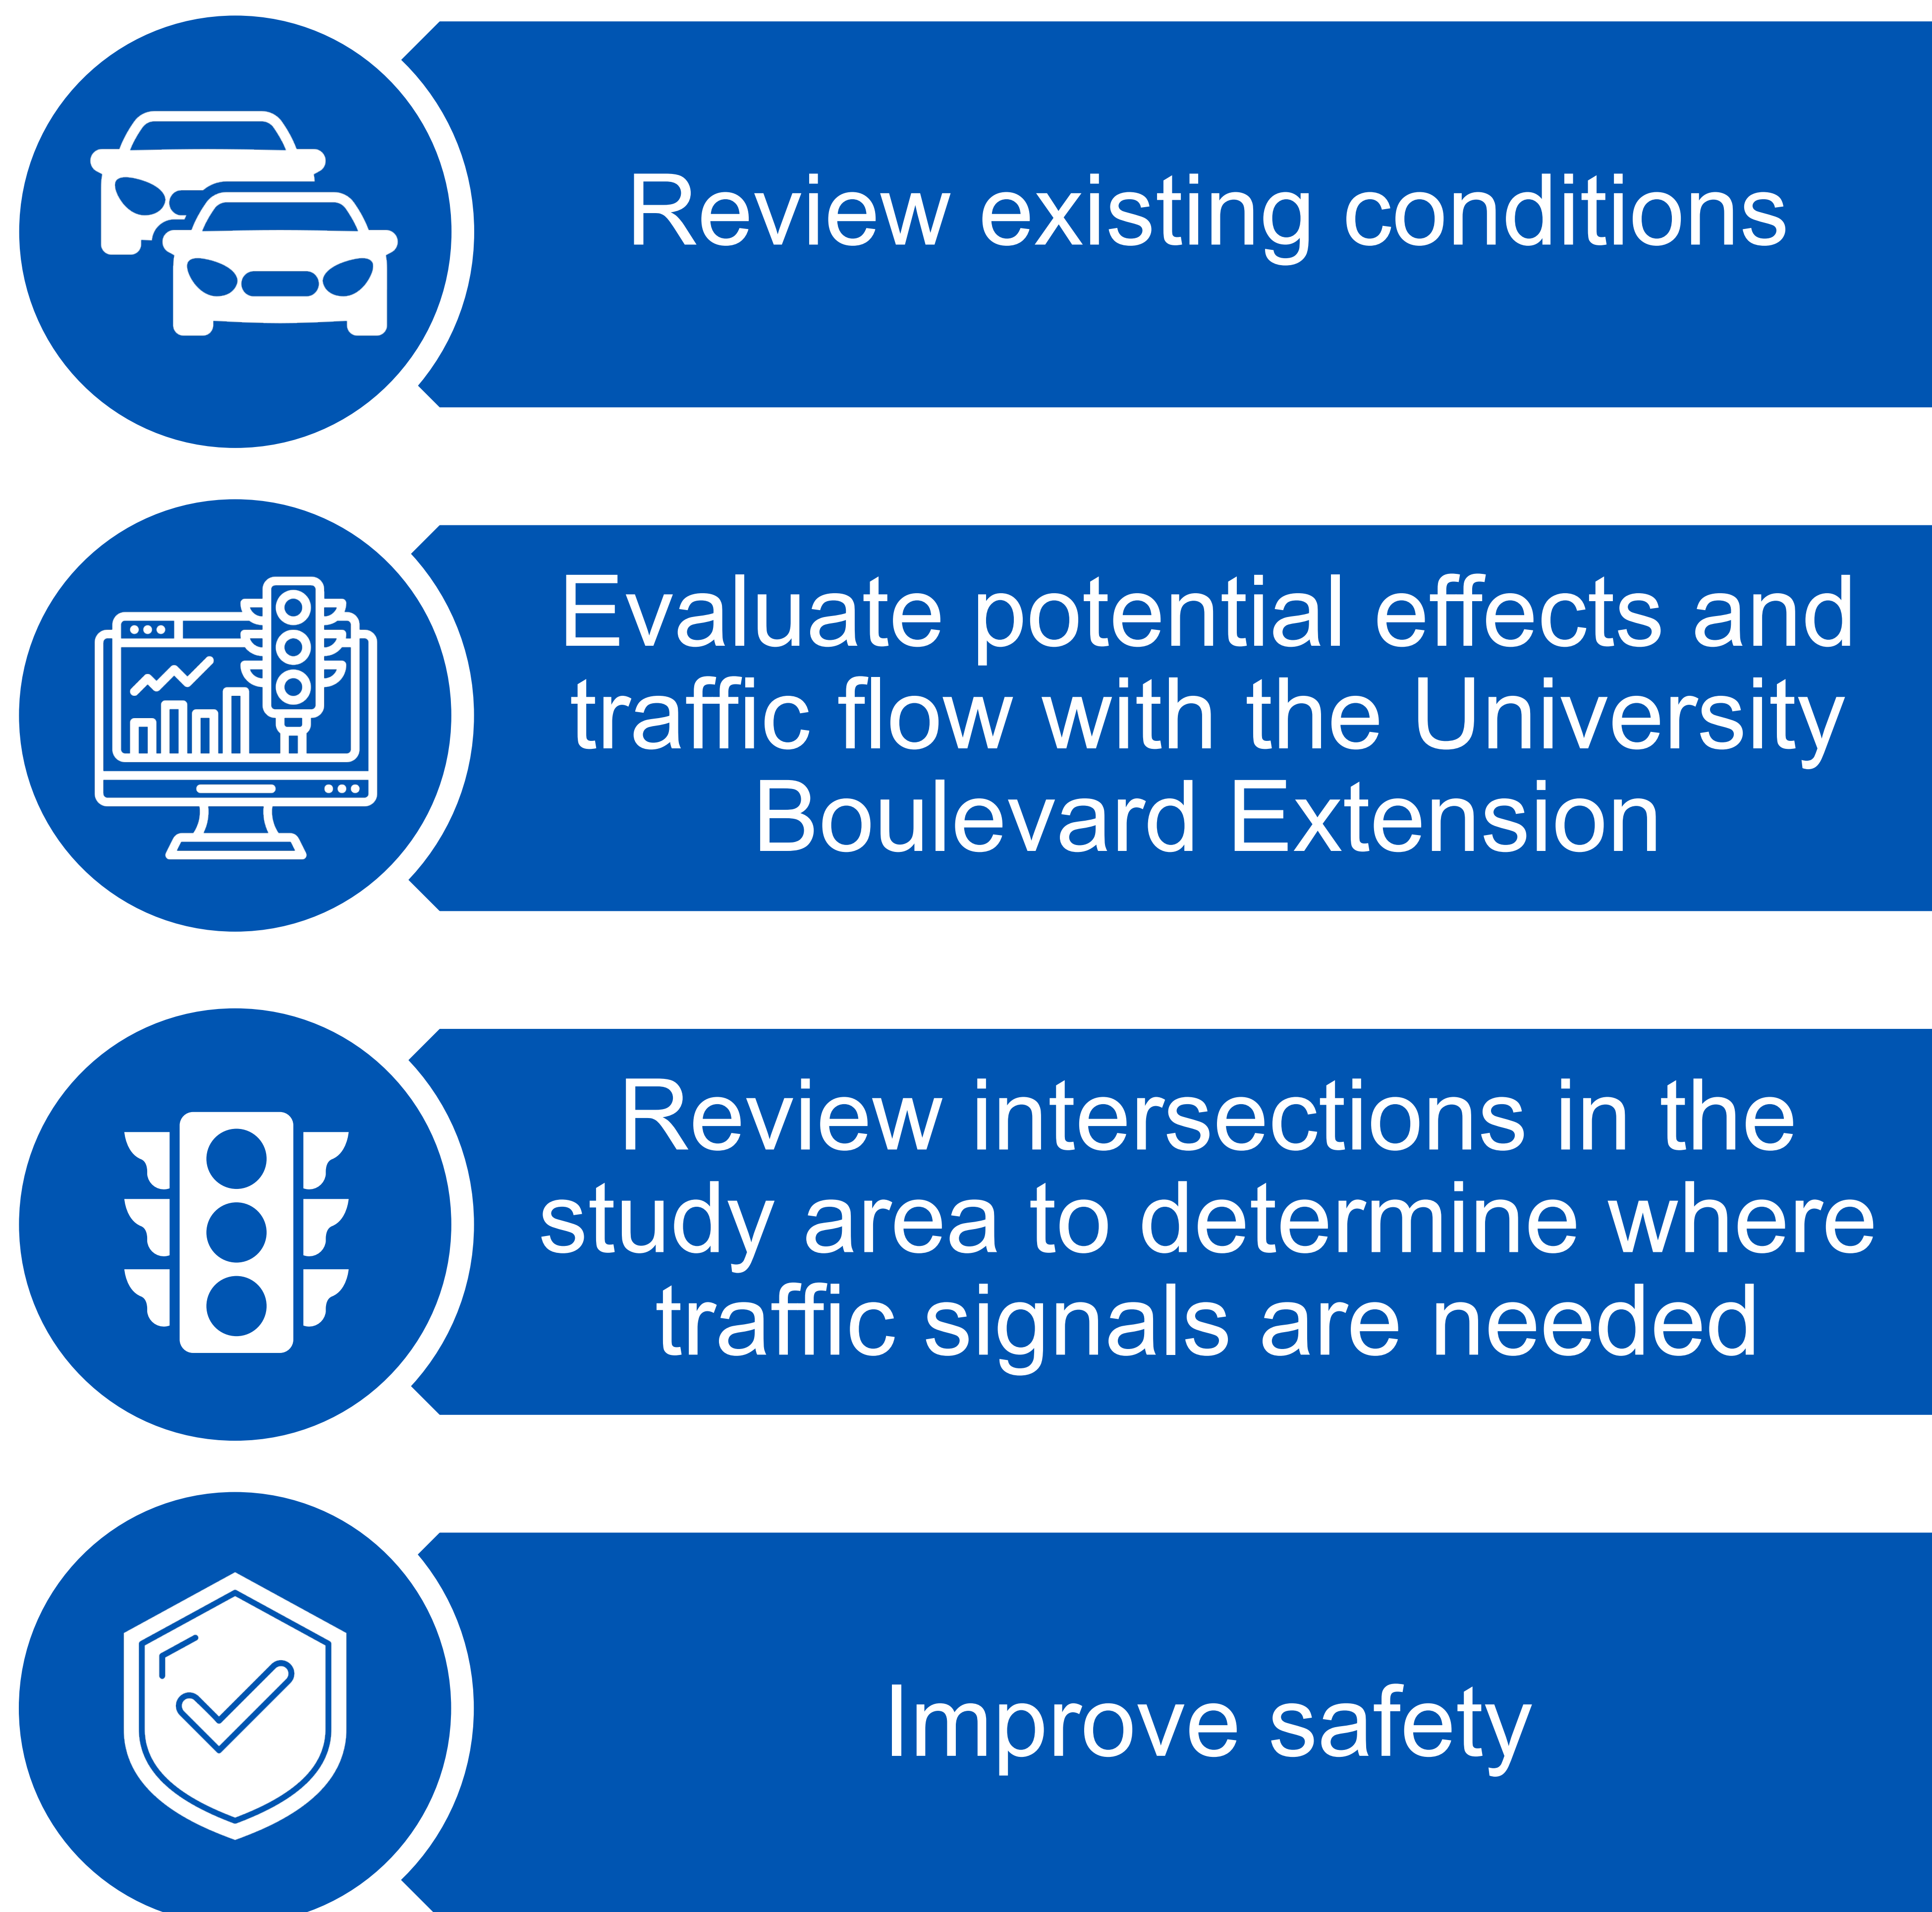 Review existing conditions
Evaluate potential effects and
traffic flow with the University
Boulevard Extension
Review intersections in the
study area to determine where
traffic signals are needed
Improve safety